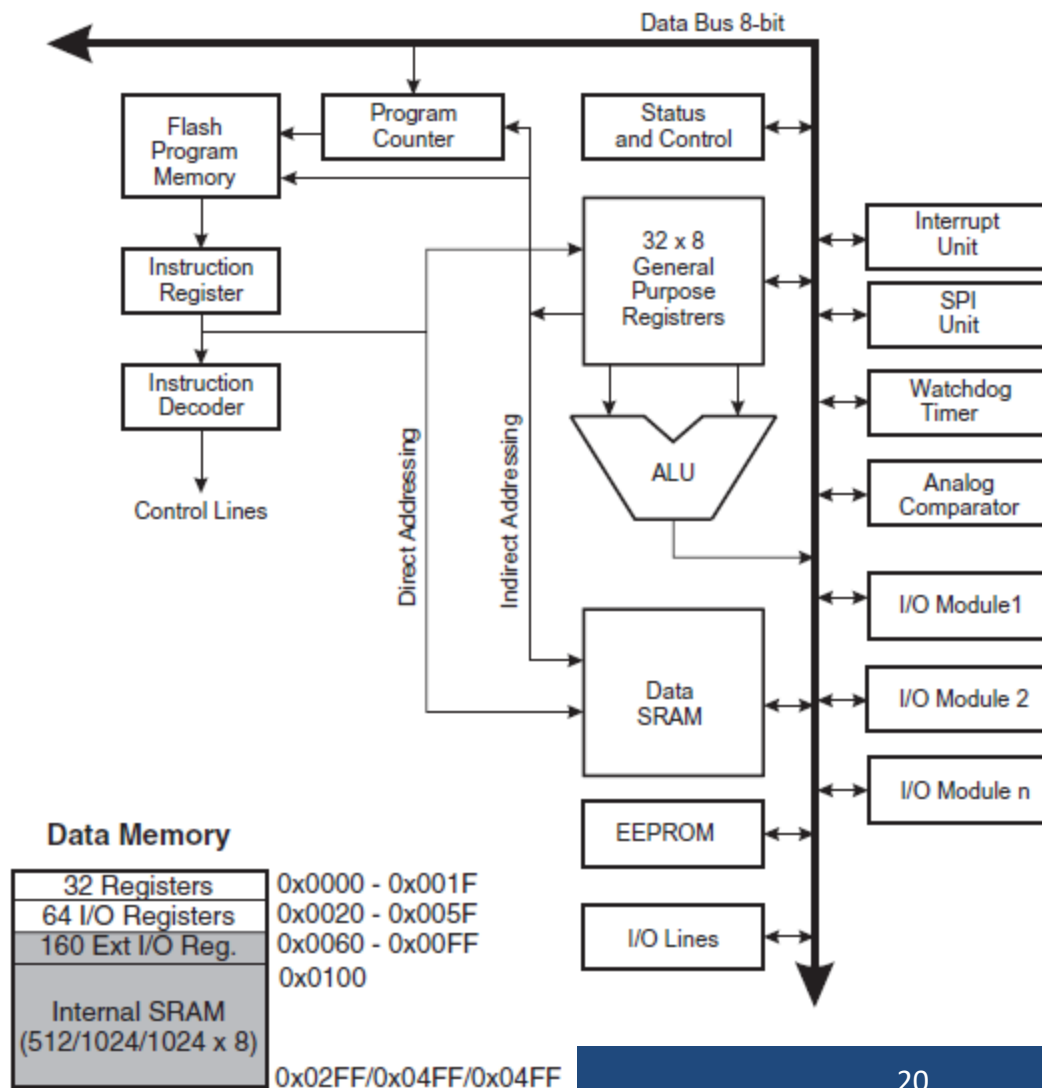 Data Bus 8-bit
Flash
Program
Memory
Program
Counter
Status
and Control
Interrupt
Unit
32 x 8
General
Purpose
Registrers
Instruction
Register
SPI
Unit
Instruction
Decoder
Watchdog
Timer
ALU
Analog
Comparator
Control Lines
Direct Addressing
Indirect Addressing
I/O Module1
Data
SRAM
I/O Module 2
I/O Module n
EEPROM
I/O Lines
Data Memory
32 Registers 0x0000 - 0x001F
64 I/O Registers 0x0020 - 0x005F
160 Ext I/O Reg. 0x0060 - 0x00FF
0x0100
Internal SRAM
(512/1024/1024 x 8)
0x02FF/0x04FF/0x04FF
20